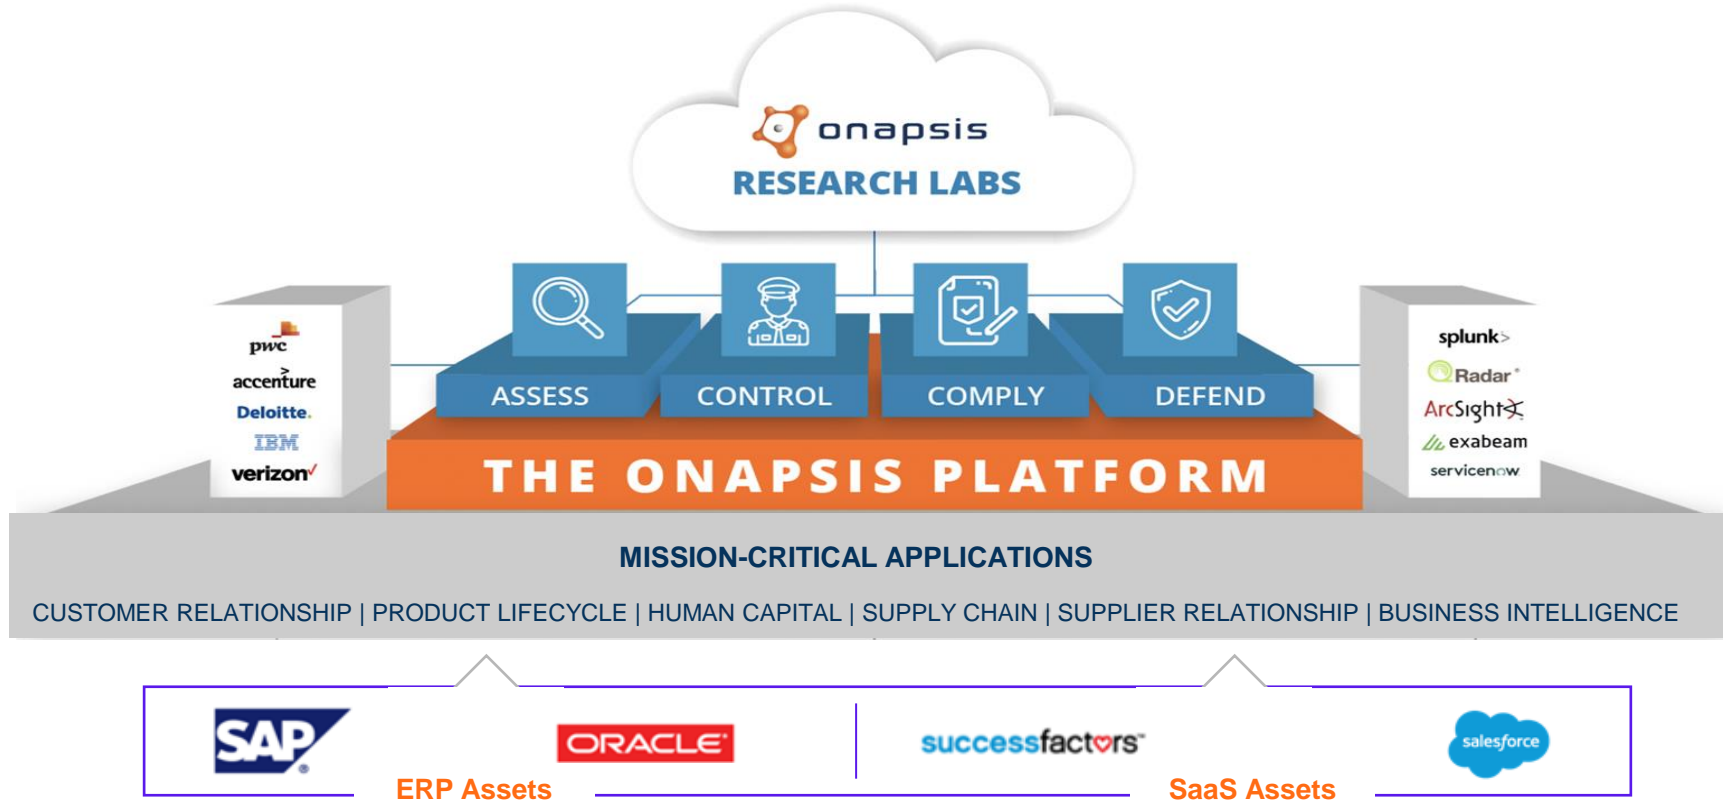 onapsis
RESEARCH LABS
ASSESS
CONTROL
COMPLY
DEFEND
pwc
accenture
Deloitte.
IBM
verizon✓
splunk>
QRadar®
ArcSight
exabeam
servicenow
THE ONAPSIS PLATFORM
MISSION-CRITICAL APPLICATIONS
CUSTOMER RELATIONSHIP | PRODUCT LIFECYCLE | HUMAN CAPITAL | SUPPLY CHAIN | SUPPLIER RELATIONSHIP | BUSINESS INTELLIGENCE
SAP®
ORACLE®
successfactors™
salesforce
ERP Assets
SaaS Assets